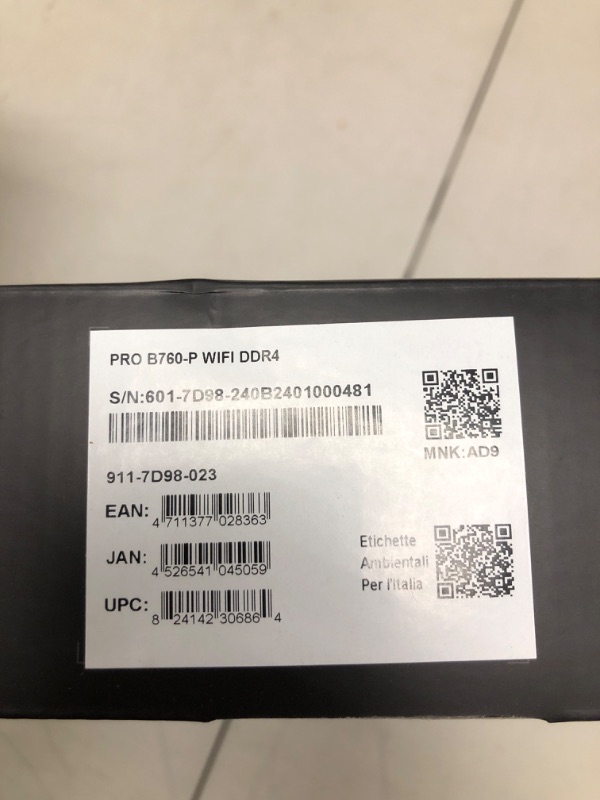 PRO B760-P WIFI DDR4
S/N:601-7D98-240B2401000481
MNK:AD9
911-7D98-023
EAN:
4 711377 028363
JAN:
4 526541 045059
UPC:
8 24142 30686 4
Etichette
Ambientali
Per l'Italia